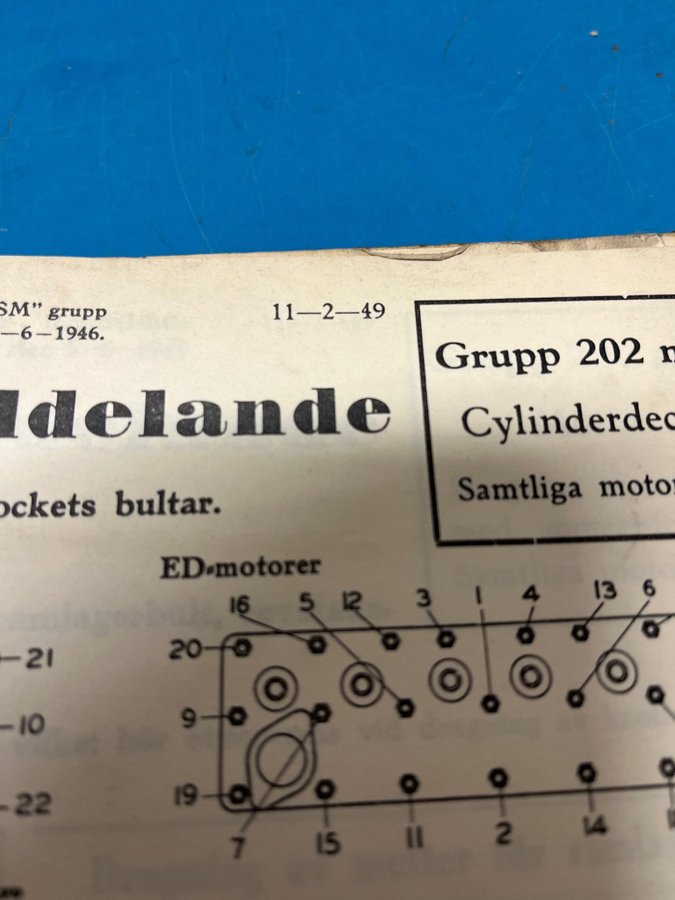 SM” grupp
—6—1946.
11—2—49
ldelande
ockets bultar.
Grupp 202
Cylinderdec
Samtliga motor
ED-motorer
16 5 12 3 1 4 13 6
20
—21
9
—10
19
—22
7 15 11 2 14